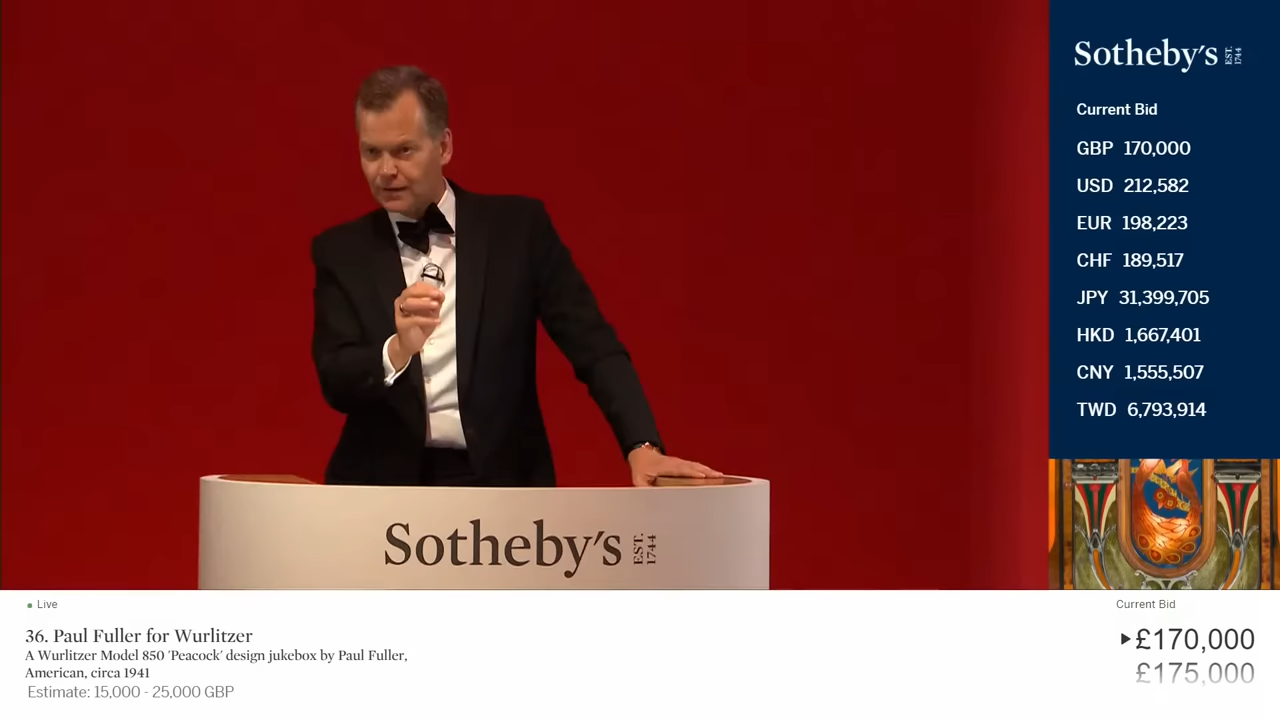 Sotheby's EST. 1744
Current Bid
GBP 170,000
USD 212,582
EUR 198,223
CHF 189,517
JPY 31,399,705
HKD 1,667,401
CNY 1,555,507
TWD 6,793,914
Sotheby's EST. 1744
Live
36. Paul Fuller for Wurlitzer
A Wurlitzer Model 850 'Peacock' design jukebox by Paul Fuller,
American, circa 1941
Estimate: 15,000 - 25,000 GBP
Current Bid
£170,000
£175,000